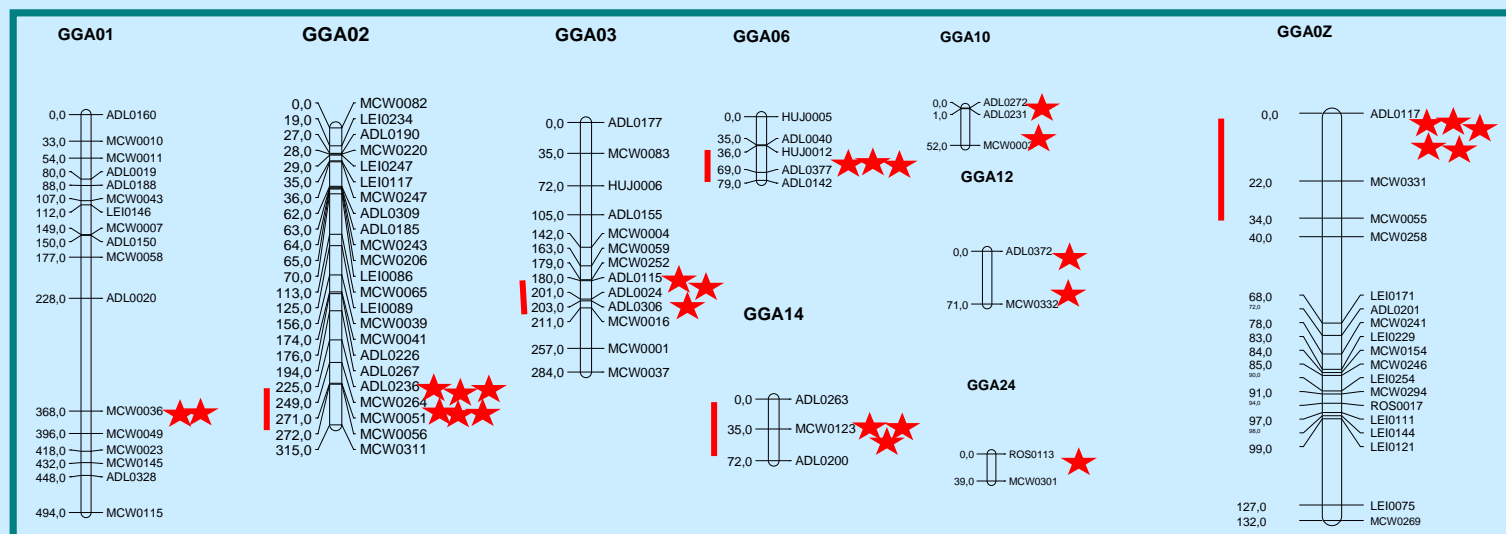 GGA01
0,0 ADL0160
33,0 MCW0010
54,0 MCW0011
80,0 ADL0019
88,0 ADL0188
107,0 MCW0043
112,0 LEI0146
149,0 MCW0007
150,0 ADL0150
177,0 MCW0058
228,0 ADL0020
368,0 MCW0036
396,0 MCW0049
418,0 MCW0023
432,0 MCW0145
448,0 ADL0328
494,0 MCW0115
GGA02
0,0 MCW0082
19,0 LEI0234
27,0 ADL0190
28,0 MCW0220
29,0 LEI0247
35,0 LEI0117
36,0 MCW0247
62,0 ADL0309
63,0 ADL0185
64,0 MCW0243
65,0 MCW0206
70,0 LEI0086
113,0 MCW0065
125,0 LEI0089
156,0 MCW0039
174,0 MCW0041
176,0 ADL0226
194,0 ADL0267
225,0 ADL0236
249,0 MCW0264
271,0 MCW0051
272,0 MCW0056
315,0 MCW0311
GGA03
0,0 ADL0177
35,0 MCW0083
72,0 HUJ0006
105,0 ADL0155
142,0 MCW0004
163,0 MCW0059
179,0 MCW0252
180,0 ADL0115
201,0 ADL0024
203,0 ADL0306
211,0 MCW0016
257,0 MCW0001
284,0 MCW0037
GGA06
0,0 HUJ0005
35,0 ADL0040
36,0 HUJ0012
69,0 ADL0377
79,0 ADL0142
GGA14
0,0 ADL0263
35,0 MCW0123
72,0 ADL0200
GGA10
0,0 ADL0272
1,0 ADL0231
52,0
GGA12
0,0 ADL0372
71,0 MCW0332
GGA24
0,0 ROS0113
39,0 MCW0301
GGA0Z
0,0 ADL0117
22,0 MCW0331
34,0 MCW0055
40,0 MCW0258
68,0 LEI0171
72,0 ADL0201
78,0 MCW0241
83,0 LEI0229
84,0 MCW0154
85,0 MCW0246
90,0 LEI0254
91,0 MCW0294
94,0 ROS0017
97,0 LEI0111
98,0 LEI0144
99,0 LEI0121
127,0 LEI0075
132,0 MCW0269